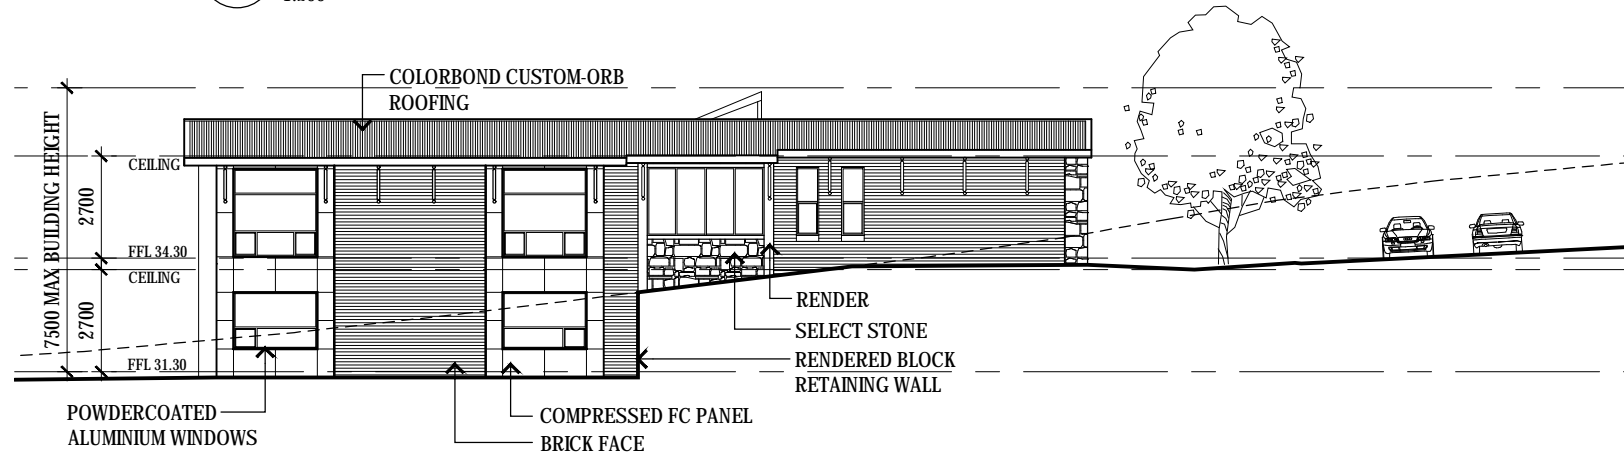 COLORBOND CUSTOM-ORB
ROOFING
7500 MAX BUILDING HEIGHT
CEILING
2700
FFL 34.30
CEILING
2700
FFL 31.30
RENDER
SELECT STONE
RENDERED BLOCK
RETAINING WALL
POWDERCOATED
ALUMINIUM WINDOWS
COMPRESSED FC PANEL
BRICK FACE